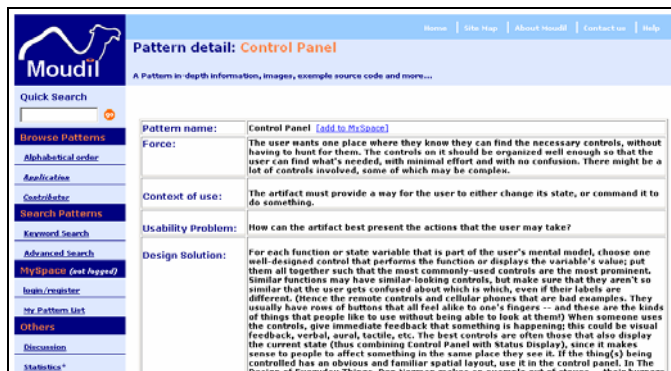 Home | Site Map | About Moudil | Contact us | Help
Moudil
Pattern detail: Control Panel
A Pattern in-depth information, images, exemple source code and more...
Quick Search
go
Browse Patterns
Alphabetical order
Application
Contributor
Search Patterns
Keyword Search
Advanced Search
MySpace (not logged)
login/register
My Pattern List
Others
Discussion
Statistics*
Pattern name:
Control Panel [add to MySpace]
Force:
The user wants one place where they know they can find the necessary controls, without
having to hunt for them. The controls on it should be organized well enough so that the
user can find what's needed, with minimal effort and with no confusion. There might be a
lot of controls involved, some of which may be complex.
Context of use:
The artifact must provide a way for the user to either change its state, or command it to
do something.
Usability Problem:
How can the artifact best present the actions that the user may take?
Design Solution:
For each function or state variable that is part of the user's mental model, choose one
well-designed control that performs the function or displays the variable's value; put
them all together such that the most commonly-used controls are the most prominent.
Similar functions may have similar-looking controls, but make sure that they aren't so
similar that the user gets confused about which is which, even if their labels are
different. (Hence the remote controls and cellular phones that are bad examples. They
usually have rows of buttons that all feel alike to one's fingers -- and these are the kinds
of things that people like to use without being able to look at them!) When someone uses
the controls, give immediate feedback that something is happening; this could be visual
feedback, verbal, aural, tactile, etc. The best controls are often those that also display
the current state (thus combining Control Panel with Status Display), since it makes
sense to people to affect something in the same place they see it. If the thing(s) being
controlled has an obvious and familiar spatial layout, use it in the control panel. In The